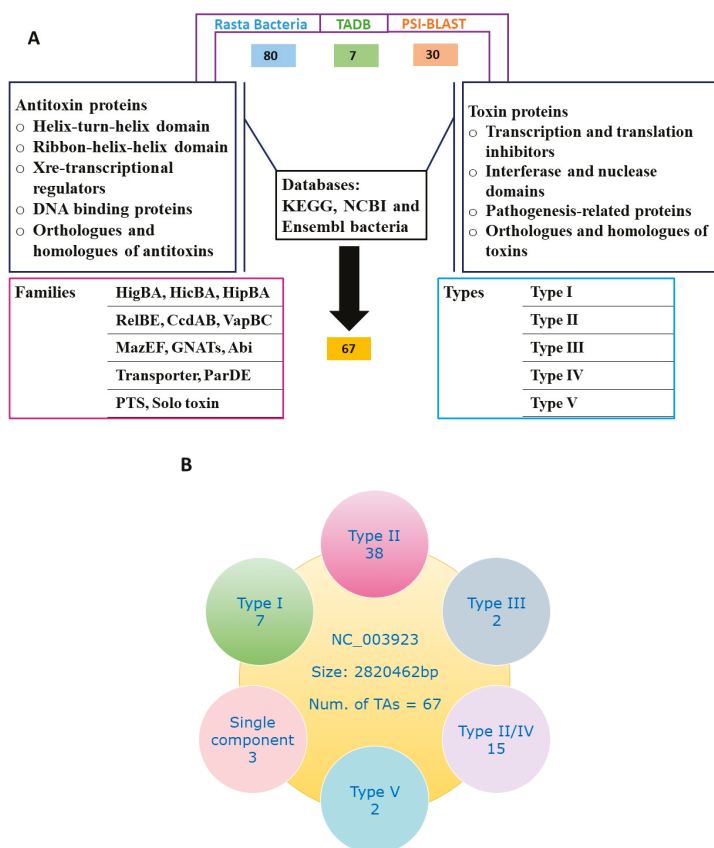 A
Rasta Bacteria TADB PSI-BLAST
80 7 30
Antitoxin proteins
○ Helix-turn-helix domain
○ Ribbon-helix-helix domain
○ Xre-transcriptional
regulators
○ DNA binding proteins
○ Orthologues and
homologues of antitoxins
Databases:
KEGG, NCBI and
Ensembl bacteria
Toxin proteins
○ Transcription and translation
inhibitors
○ Interferase and nuclease
domains
○ Pathogenesis-related proteins
○ Orthologues and homologues of
toxins
Families
HigBA, HicBA, HipBA
RelBE, CcdAB, VapBC
MazEF, GNATs, Abi
Transporter, ParDE
PTS, Solo toxin
67
Types
Type I
Type II
Type III
Type IV
Type V
B
Type II
38
Type I
7
Type III
2
NC_003923
Size: 2820462bp
Num. of TAs = 67
Single
component
3
Type II/IV
15
Type V
2